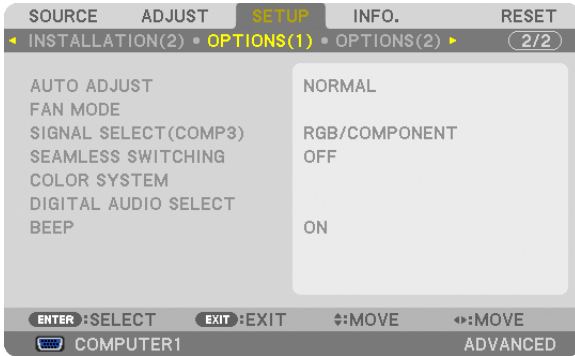 SOURCE ADJUST SETUP INFO. RESET
◄ INSTALLATION(2) • OPTIONS(1) • OPTIONS(2) ► 2/2
AUTO ADJUST NORMAL
FAN MODE
SIGNAL SELECT(COMP3) RGB/COMPONENT
SEAMLESS SWITCHING OFF
COLOR SYSTEM
DIGITAL AUDIO SELECT
BEEP ON
ENTER :SELECT EXIT :EXIT :MOVE :MOVE
COMPUTER1 ADVANCED